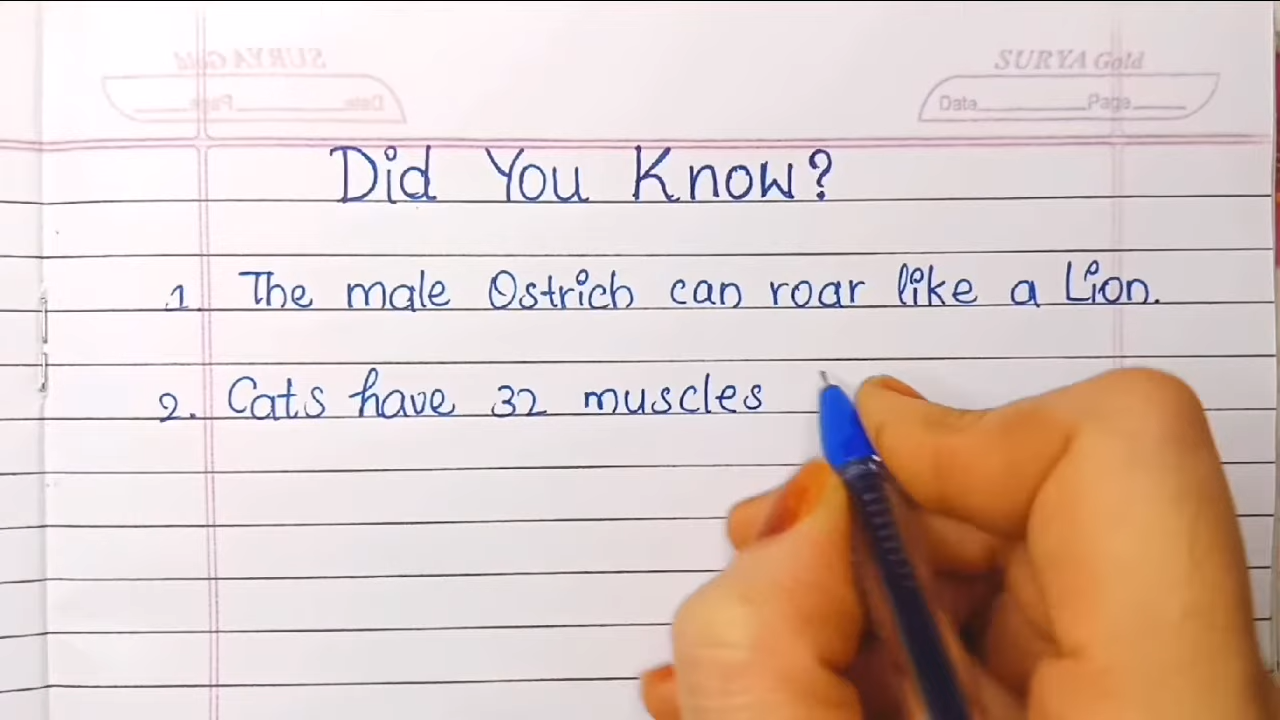 SURYA Gold
Date Page
Did You Know?
1. The male Ostrich can roar like a Lion.
2. Cats have 32 muscles